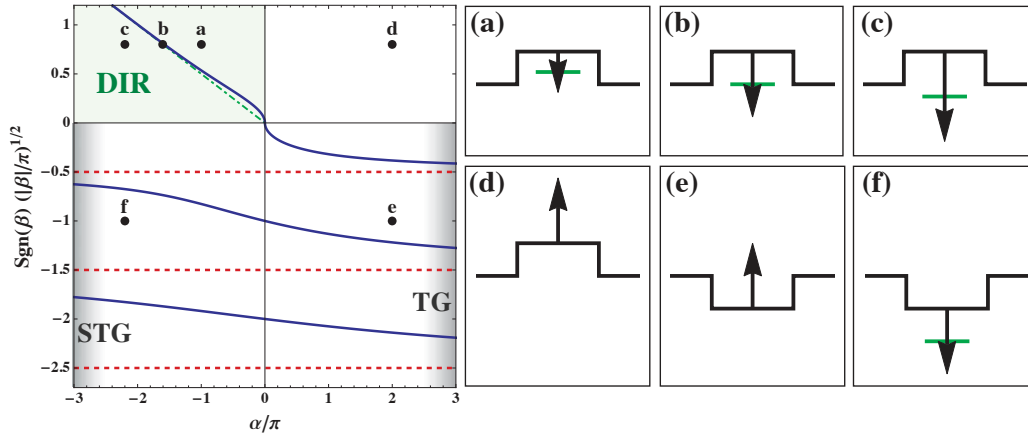 c b a d
DIR
f e
STG
TG
1
0.5
0
−0.5
−1
−1.5
−2
−2.5
−3 −2 −1 0 1 2 3
Sgn(β) (|β|/π)^1/2
α/π
(a) (b) (c)
(d) (e) (f)